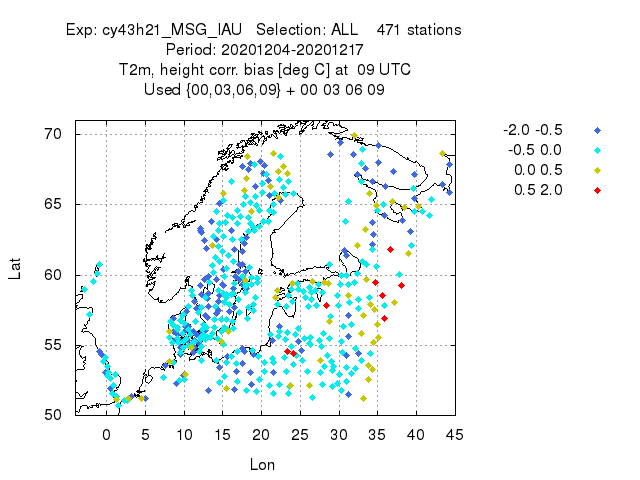 Exp: cy43h21_MSG_IAU Selection: ALL 471 stations
Period: 20201204-20201217
T2m, height corr. bias [deg C] at 09 UTC
Used {00,03,06,09} + 00 03 06 09
-2.0 -0.5
-0.5 0.0
0.0 0.5
0.5 2.0
70
65
60
55
50
Lat
0 5 10 15 20 25 30 35 40 45
Lon